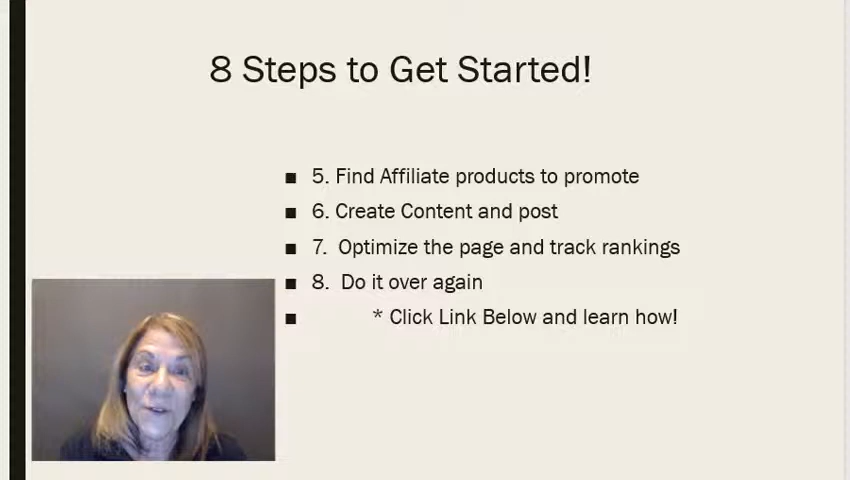 8 Steps to Get Started!
5. Find Affiliate products to promote
6. Create Content and post
7. Optimize the page and track rankings
8. Do it over again
* Click Link Below and learn how!